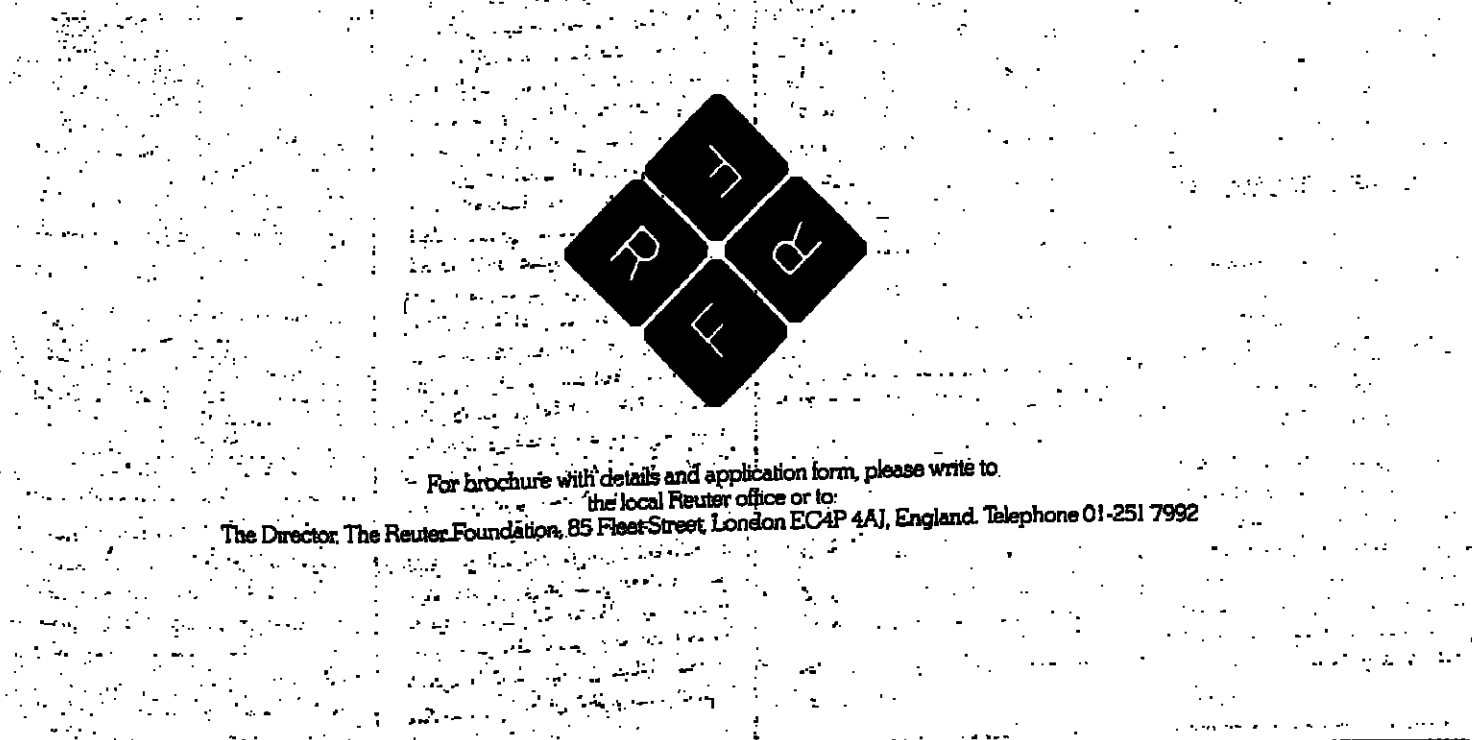 F
R R
F
For brochure with details and application form, please write to
the local Reuter office or to:
The Director, The Reuter Foundation, 85 Fleet Street, London EC4P 4AJ, England. Telephone 01-251 7992